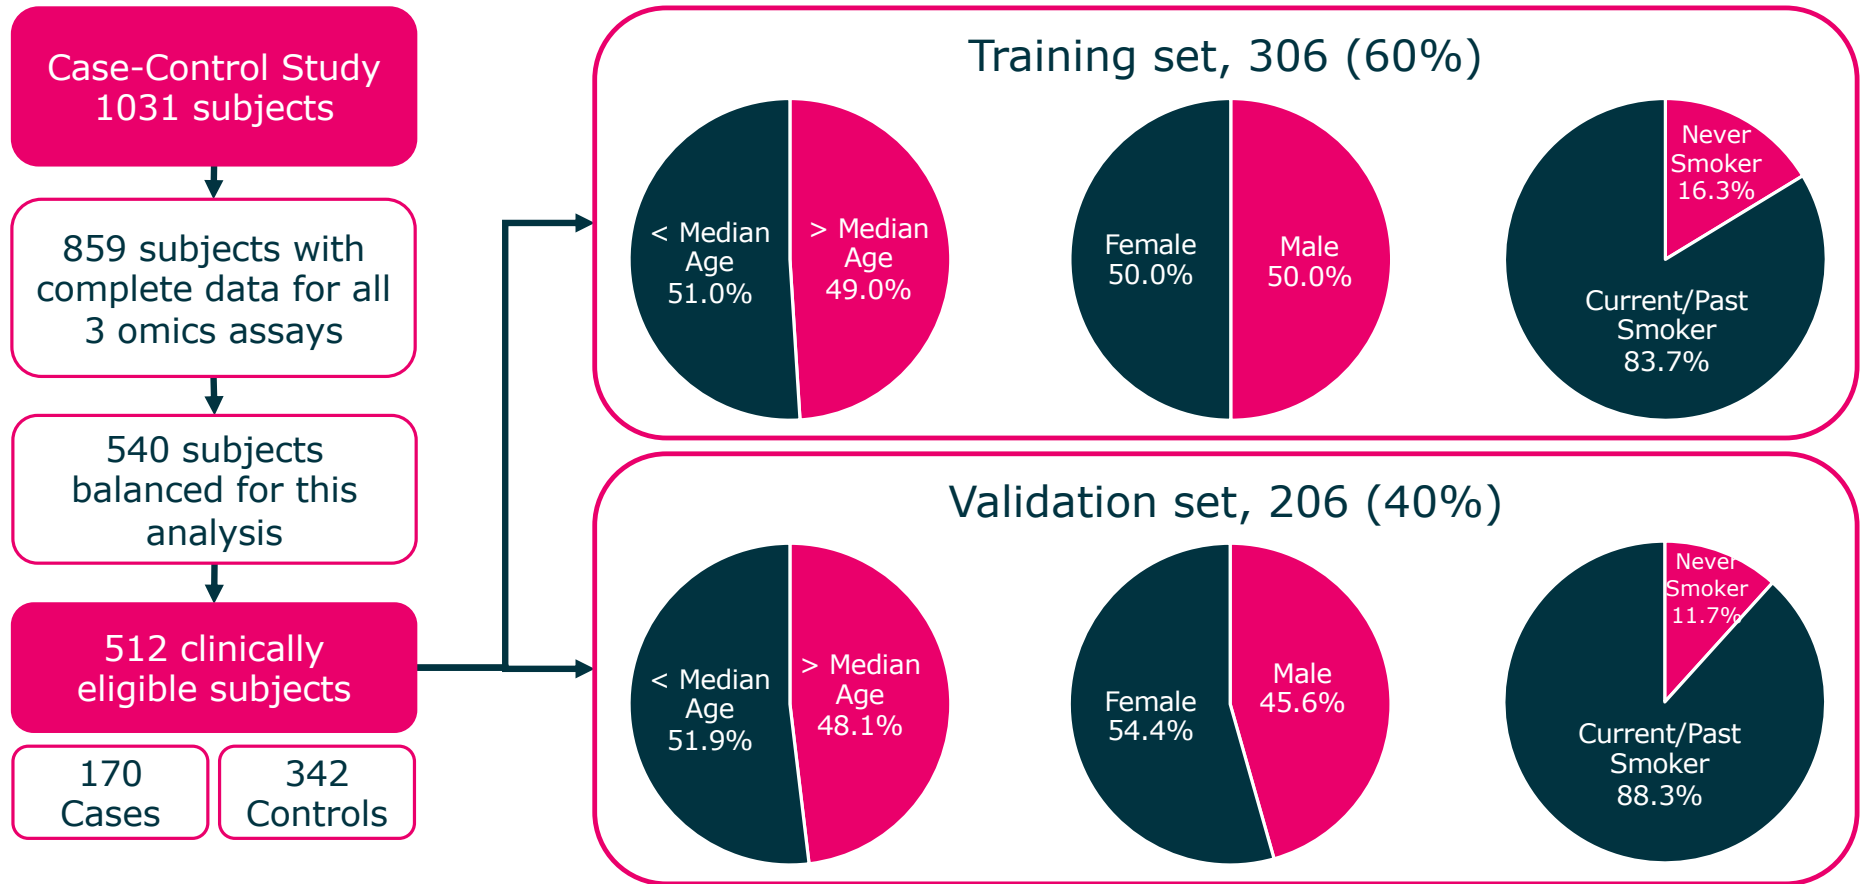 Case-Control Study
1031 subjects
859 subjects with
complete data for all
3 omics assays
540 subjects
balanced for this
analysis
512 clinically
eligible subjects
170
Cases
342
Controls
Training set, 306 (60%)
< Median
Age
51.0%
> Median
Age
49.0%
Female
50.0%
Male
50.0%
Never
Smoker
16.3%
Current/Past
Smoker
83.7%
Validation set, 206 (40%)
< Median
Age
51.9%
> Median
Age
48.1%
Female
54.4%
Male
45.6%
Never
Smoker
11.7%
Current/Past
Smoker
88.3%